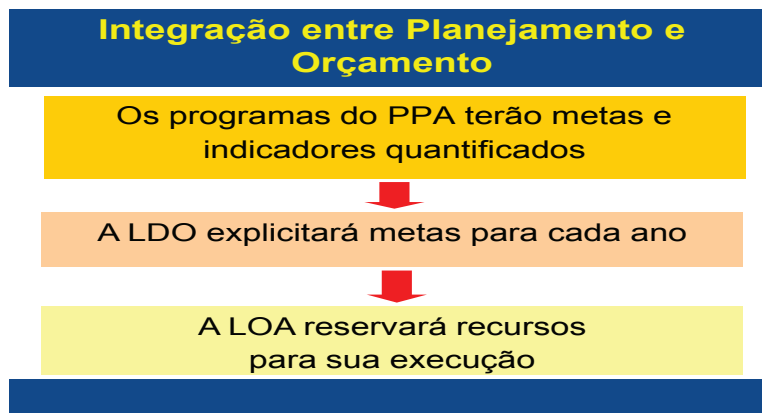 Integração entre Planejamento e
Orçamento
Os programas do PPA terão metas e
indicadores quantificados
A LDO explicitará metas para cada ano
A LOA reservará recursos
para sua execução